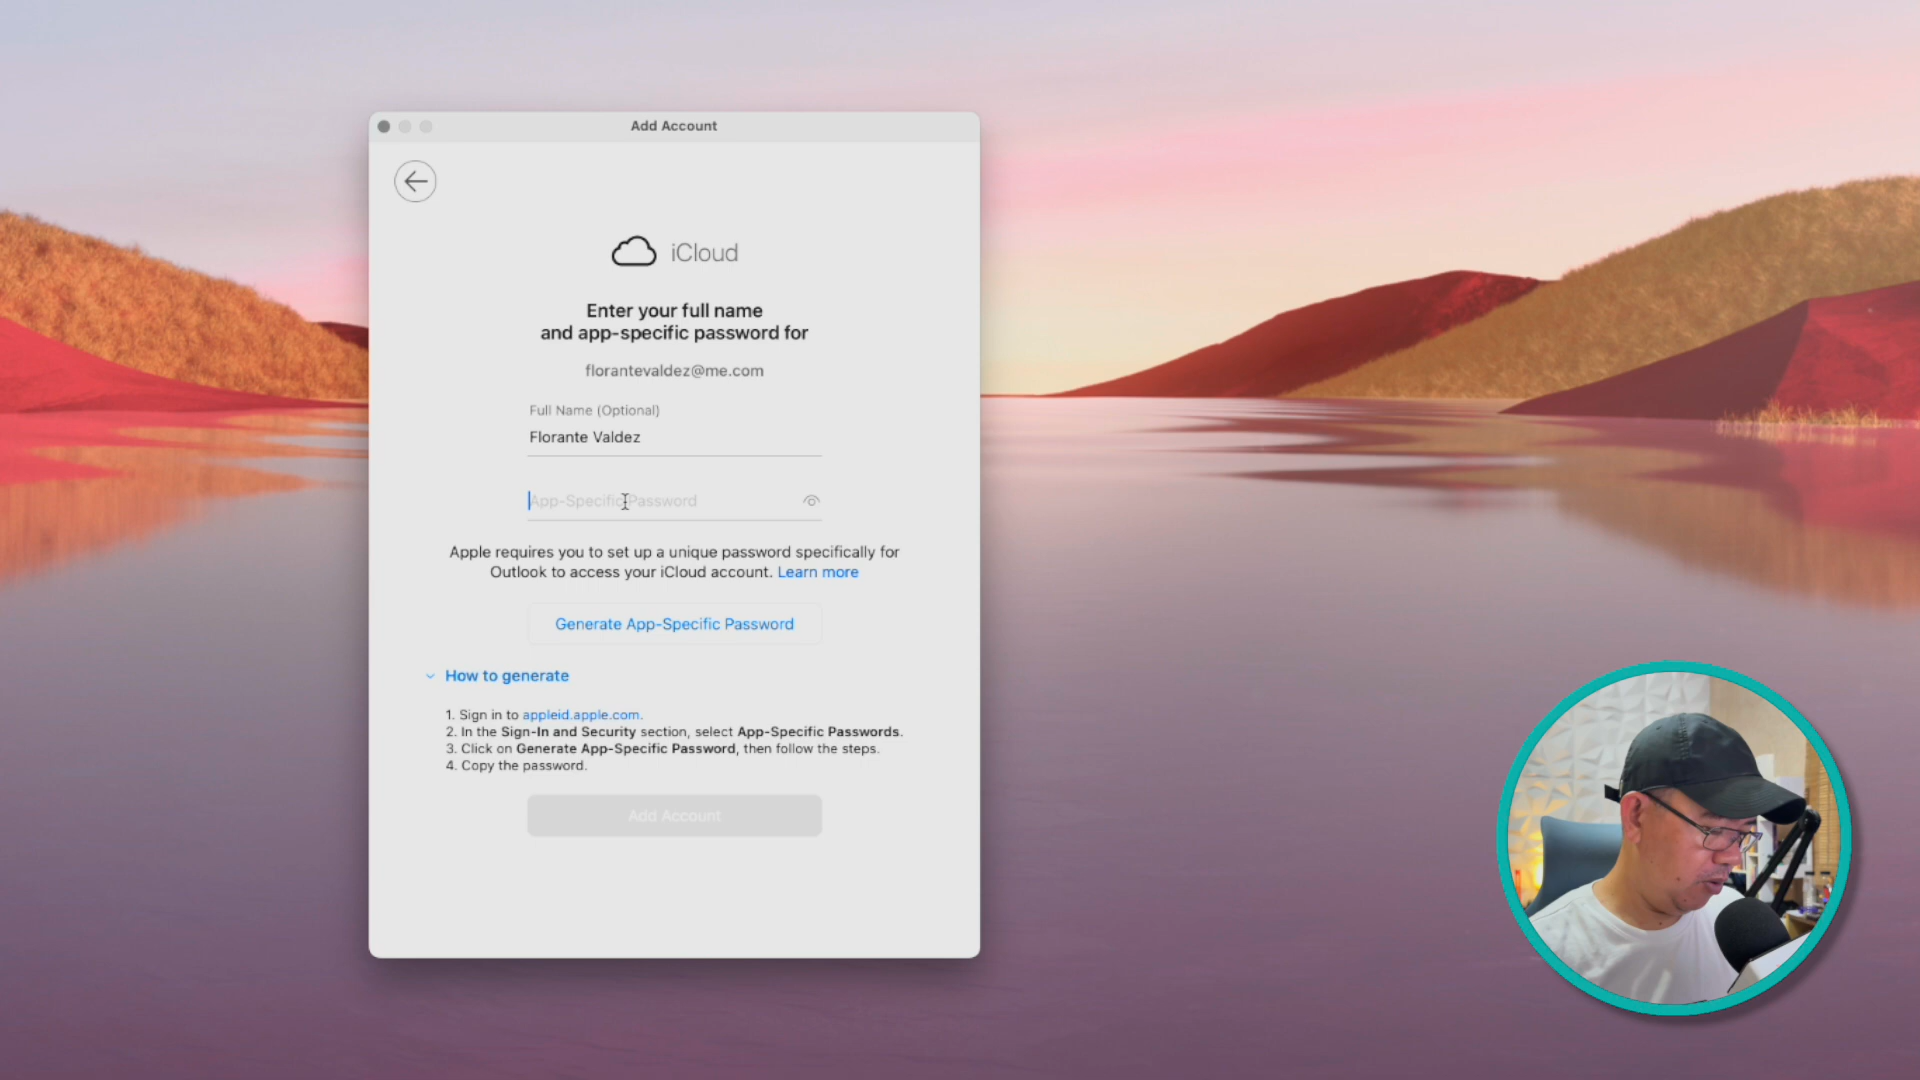 Add Account
iCloud
Enter your full name
and app-specific password for
florantevaldez@me.com
Full Name (Optional)
Florante Valdez
App-Specific Password
Apple requires you to set up a unique password specifically for
Outlook to access your iCloud account. Learn more
Generate App-Specific Password
How to generate
1. Sign in to appleid.apple.com.
2. In the Sign-In and Security section, select App-Specific Passwords.
3. Click on Generate App-Specific Password, then follow the steps.
4. Copy the password.
Add Account